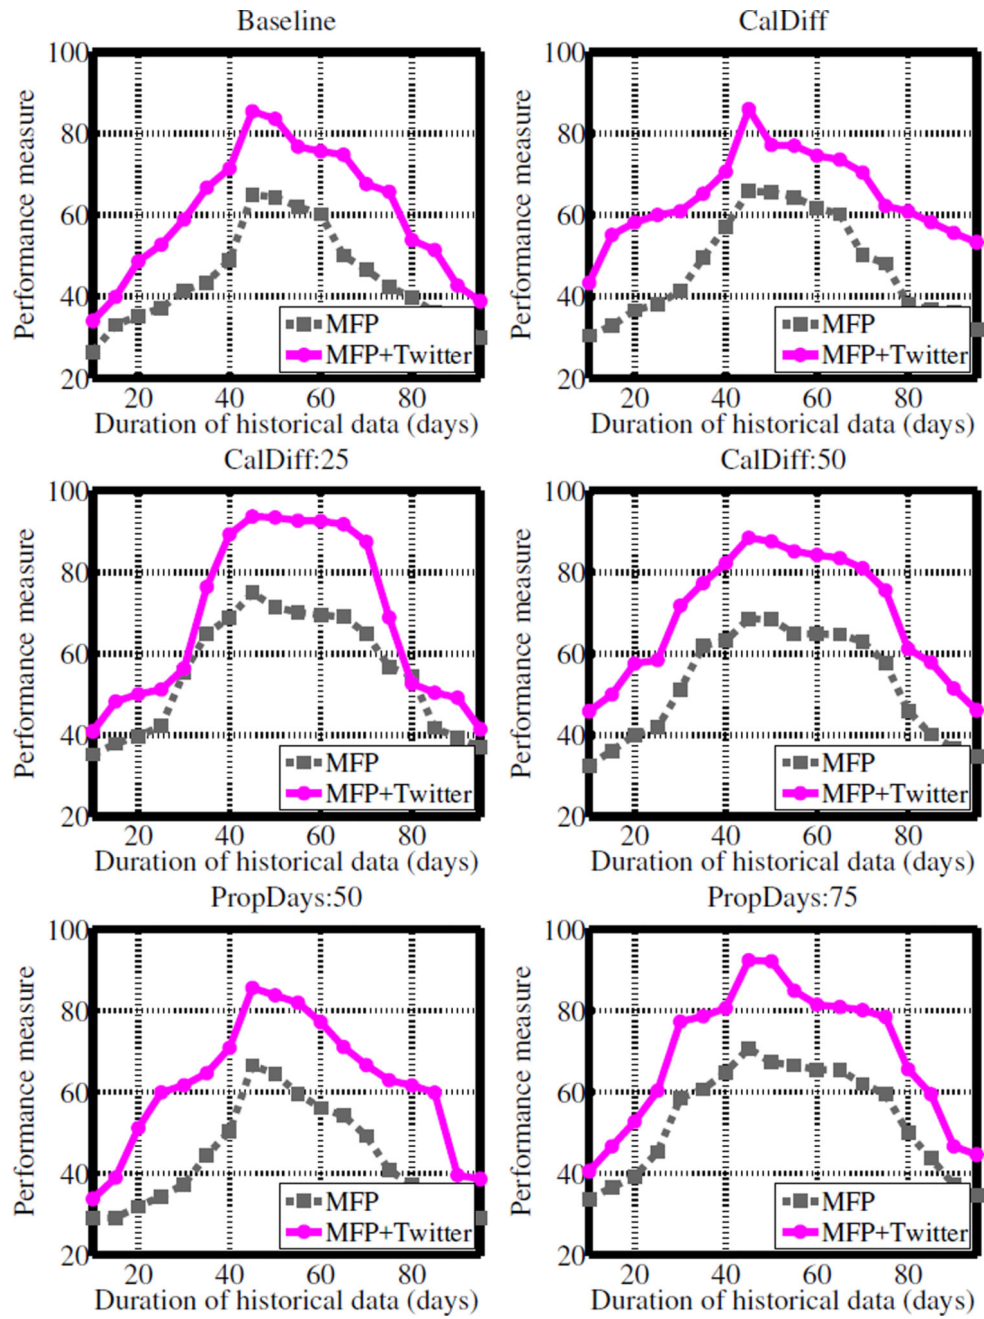 Baseline
Performance measure
100
80
60
40
20
MFP
MFP+Twitter
20 40 60 80
Duration of historical data (days)
CalDiff
Performance measure
100
80
60
40
20
MFP
MFP+Twitter
20 40 60 80
Duration of historical data (days)
CalDiff:25
Performance measure
100
80
60
40
20
MFP
MFP+Twitter
20 40 60 80
Duration of historical data (days)
CalDiff:50
Performance measure
100
80
60
40
20
MFP
MFP+Twitter
20 40 60 80
Duration of historical data (days)
PropDays:50
Performance measure
100
80
60
40
20
MFP
MFP+Twitter
20 40 60 80
Duration of historical data (days)
PropDays:75
Performance measure
100
80
60
40
20
MFP
MFP+Twitter
20 40 60 80
Duration of historical data (days)